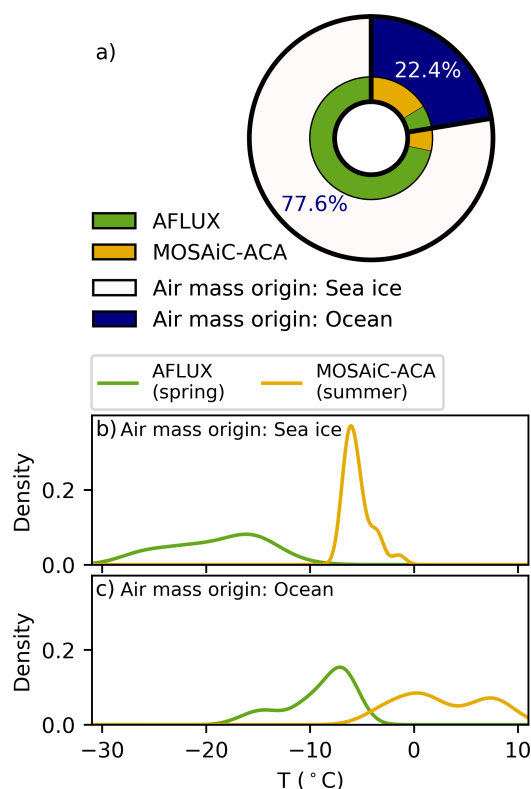 a)
22.4%
77.6%
AFLUX
MOSAiC-ACA
Air mass origin: Sea ice
Air mass origin: Ocean
AFLUX
(spring)
MOSAiC-ACA
(summer)
b) Air mass origin: Sea ice
Density
0.2
0.0
c) Air mass origin: Ocean
Density
0.2
0.0
−30 −20 −10 0 10
T (°C)